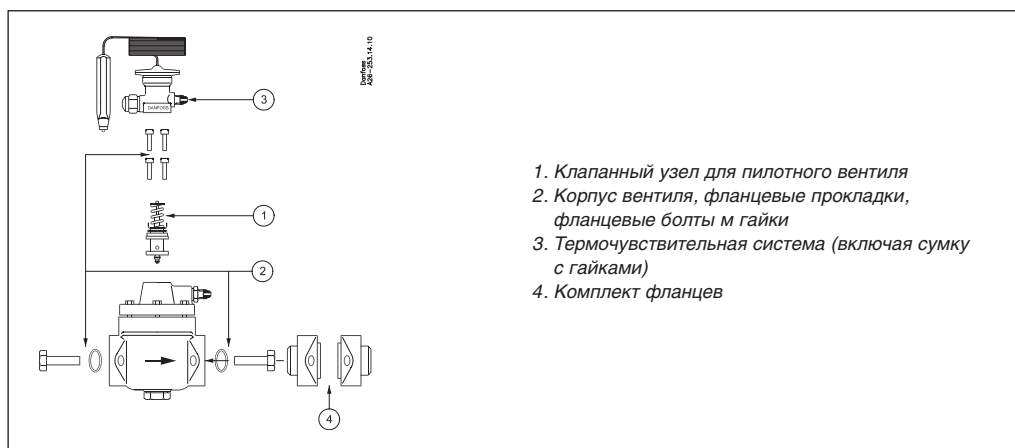 Danfoss
A26-253.14.10
DANFOSS
3
1
2
4
1. Клапанный узел для пилотного вентиля
2. Корпус вентиля, фланцевые прокладки,
фланцевые болты м гайки
3. Термочувствительная система (включая сумку
с гайками)
4. Комплект фланцев